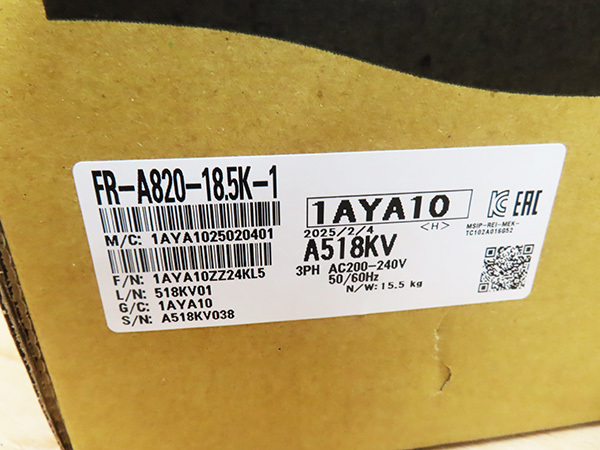 FR-A820-18.5K-1
M/C: 1AYA1025020401
F/N: 1AYA10ZZ24KL5
L/N: 518KV01
G/C: 1AYA10
S/N: A518KV038
1AYA10
2025/2/4 <H>
A518KV
3PH AC200-240V
50/60Hz
N/W: 15.5 kg
EAC
MSIP-REI-MEK-
TC102A016G52